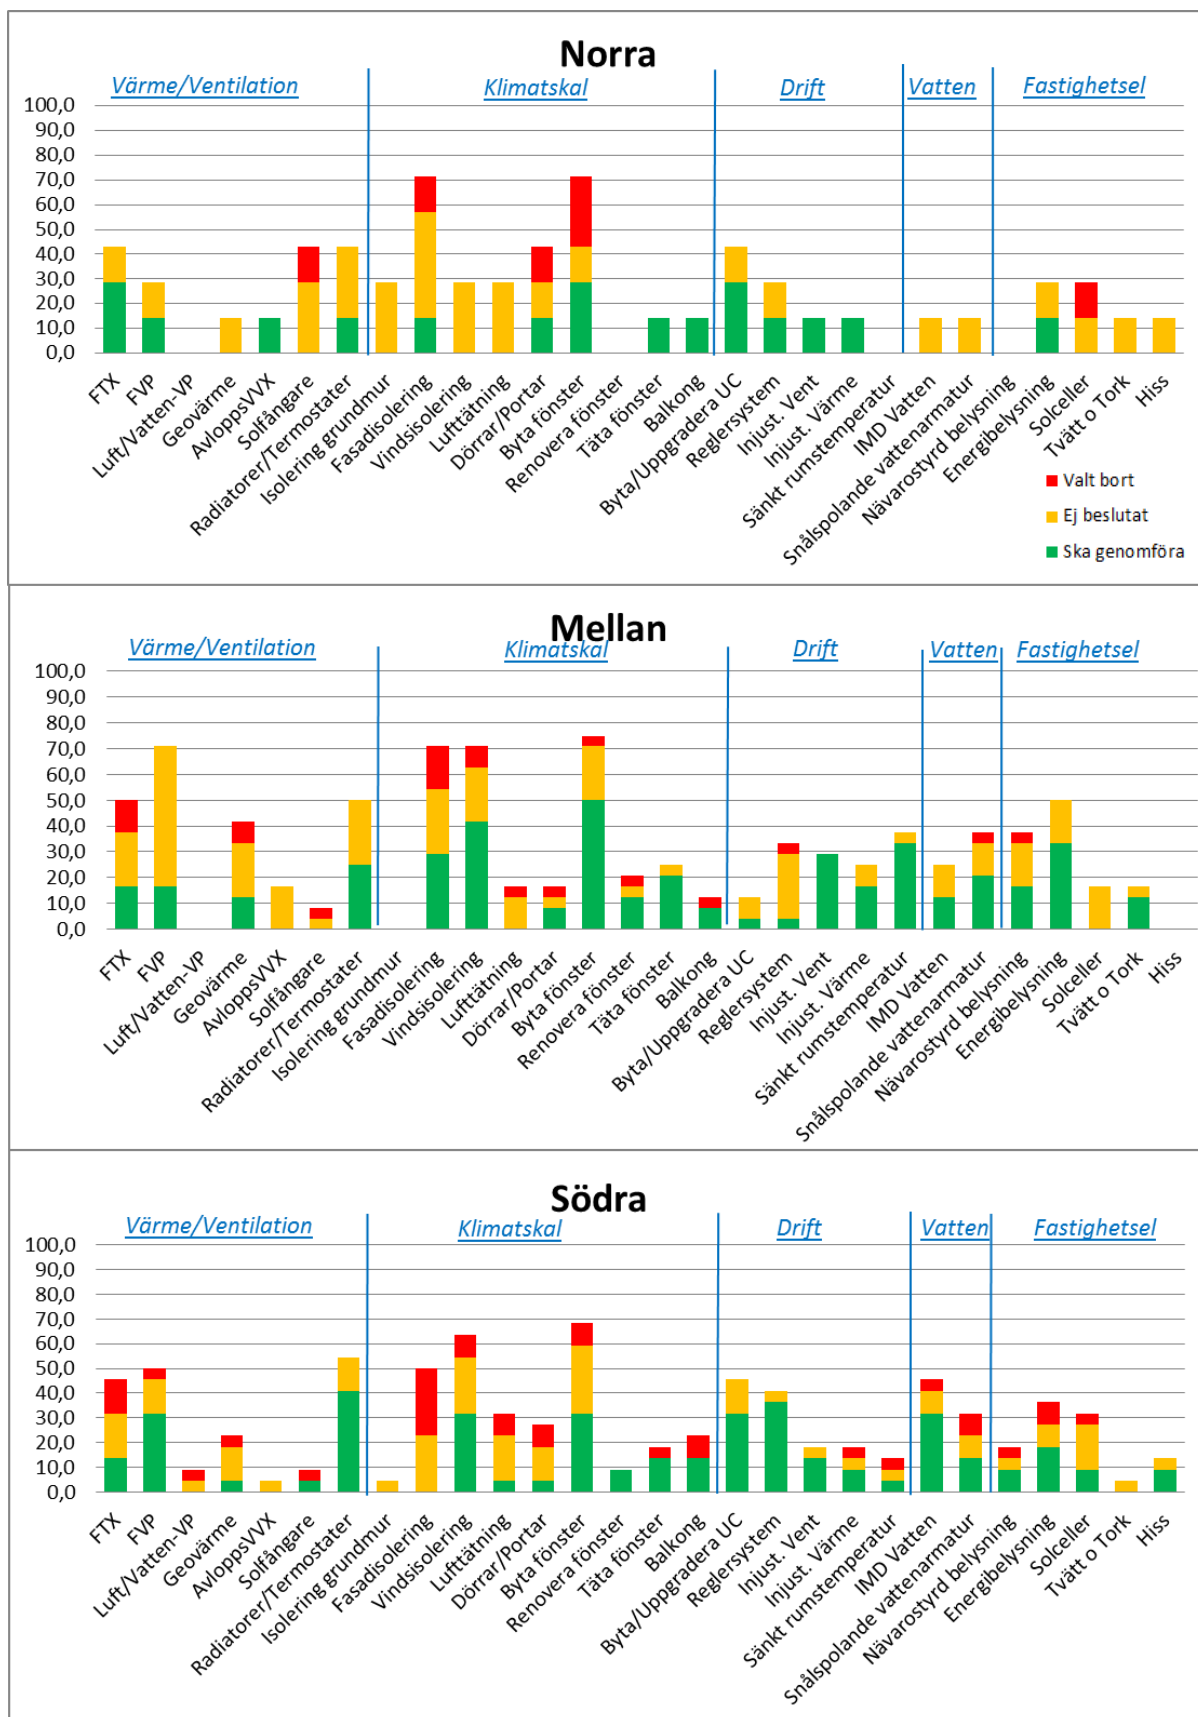 Norra
Värme/Ventilation Klimatskal Drift Vatten Fastighetsel
100,0
90,0
80,0
70,0
60,0
50,0
40,0
30,0
20,0
10,0
0,0
FTX
FVP
Luft/Vatten-VP
Geovärme
AvloppsVVX
Solfångare
Radiatorer/Termostater
Isolering grundmur
Fasadisolering
Vindsisolering
Lufttätning
Dörrar/Portar
Byta fönster
Renovera fönster
Täta fönster
Balkong
Byta/Uppgradera UC
Reglersystem
Injust. Vent
Injust. Värme
Sänkt rumstemperatur
IMD Vatten
Snålspolande vattenarmatur
Nävarostyrd belysning
Energibelysning
Solceller
Tvätt o Tork
Hiss
Valt bort
Ej beslutat
Ska genomföra
Mellan
Värme/Ventilation Klimatskal Drift Vatten Fastighetsel
100,0
90,0
80,0
70,0
60,0
50,0
40,0
30,0
20,0
10,0
0,0
FTX
FVP
Luft/Vatten-VP
Geovärme
AvloppsVVX
Solfångare
Radiatorer/Termostater
Isolering grundmur
Fasadisolering
Vindsisolering
Lufttätning
Dörrar/Portar
Byta fönster
Renovera fönster
Täta fönster
Balkong
Byta/Uppgradera UC
Reglersystem
Injust. Vent
Injust. Värme
Sänkt rumstemperatur
IMD Vatten
Snålspolande vattenarmatur
Nävarostyrd belysning
Energibelysning
Solceller
Tvätt o Tork
Hiss
Södra
Värme/Ventilation Klimatskal Drift Vatten Fastighetsel
100,0
90,0
80,0
70,0
60,0
50,0
40,0
30,0
20,0
10,0
0,0
FTX
FVP
Luft/Vatten-VP
Geovärme
AvloppsVVX
Solfångare
Radiatorer/Termostater
Isolering grundmur
Fasadisolering
Vindsisolering
Lufttätning
Dörrar/Portar
Byta fönster
Renovera fönster
Täta fönster
Balkong
Byta/Uppgradera UC
Reglersystem
Injust. Vent
Injust. Värme
Sänkt rumstemperatur
IMD Vatten
Snålspolande vattenarmatur
Nävarostyrd belysning
Energibelysning
Solceller
Tvätt o Tork
Hiss